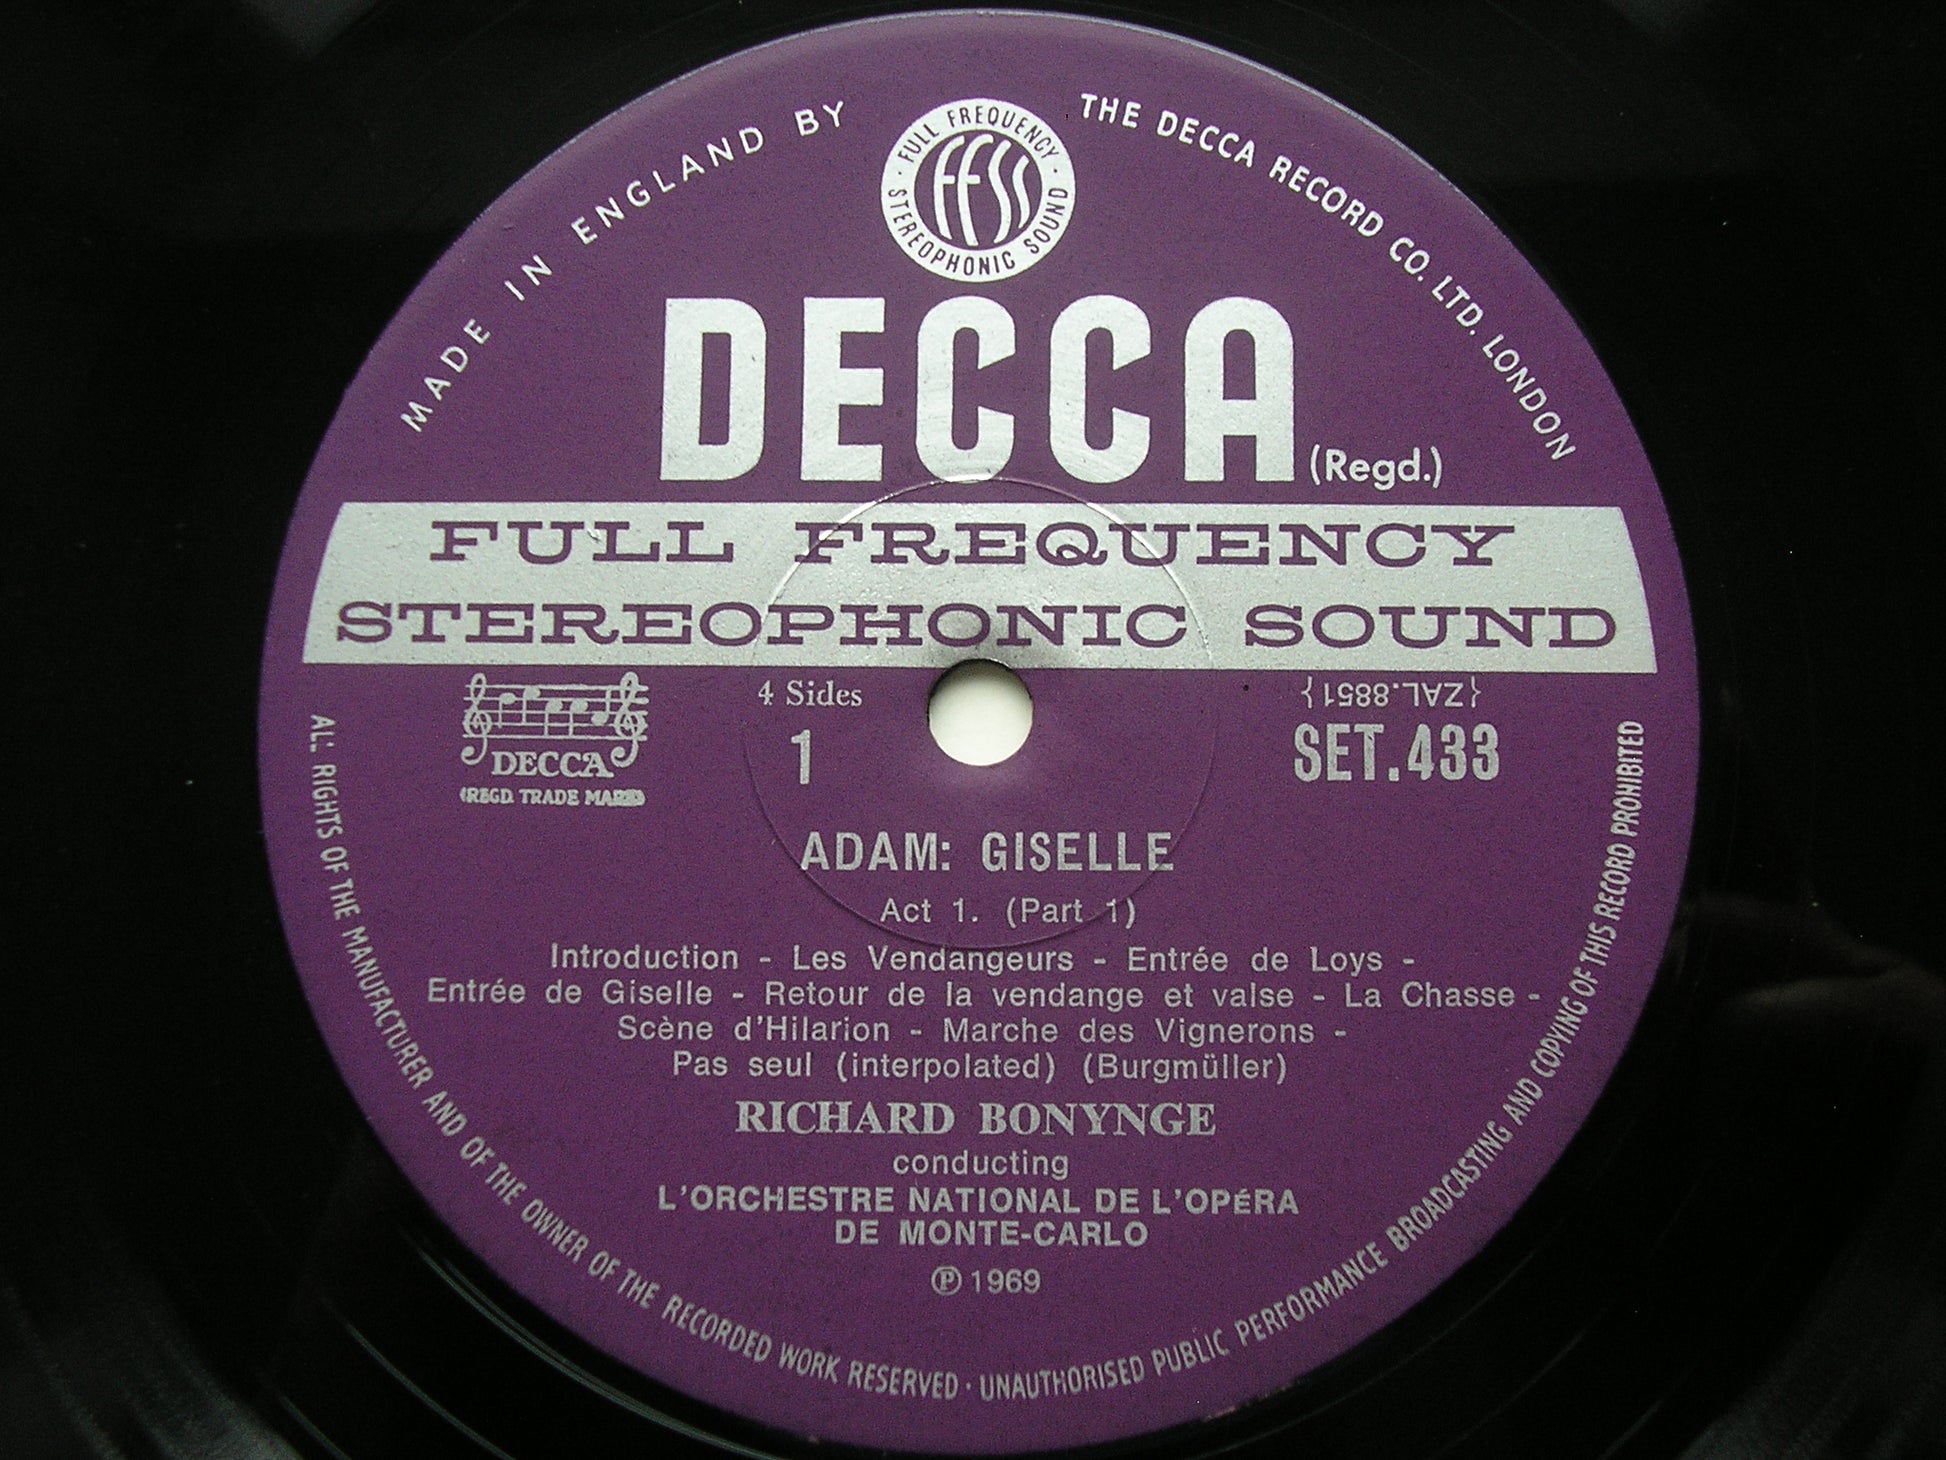 MADE IN ENGLAND BY
THE DECCA RECORD CO. LTD. LONDON
FULL FREQUENCY
STEREOPHONIC SOUND
FFSS
DECCA (Regd.)
FULL FREQUENCY
STEREOPHONIC SOUND
DECCA
(REGD. TRADE MARK)
4 Sides
1
{ZAL.8851}
SET.433
ADAM: GISELLE
Act 1. (Part 1)
Introduction - Les Vendangeurs - Entrée de Loys -
Entrée de Giselle - Retour de la vendange et valse - La Chasse -
Scène d'Hilarion - Marche des Vignerons -
Pas seul (interpolated) (Burgmüller)
RICHARD BONYNGE
conducting
L'ORCHESTRE NATIONAL DE L'OPÉRA
DE MONTE-CARLO
℗ 1969
ALL RIGHTS OF THE MANUFACTURER AND OF THE OWNER OF THE RECORDED WORK RESERVED · UNAUTHORISED PUBLIC PERFORMANCE BROADCASTING AND COPYING OF THIS RECORD PROHIBITED